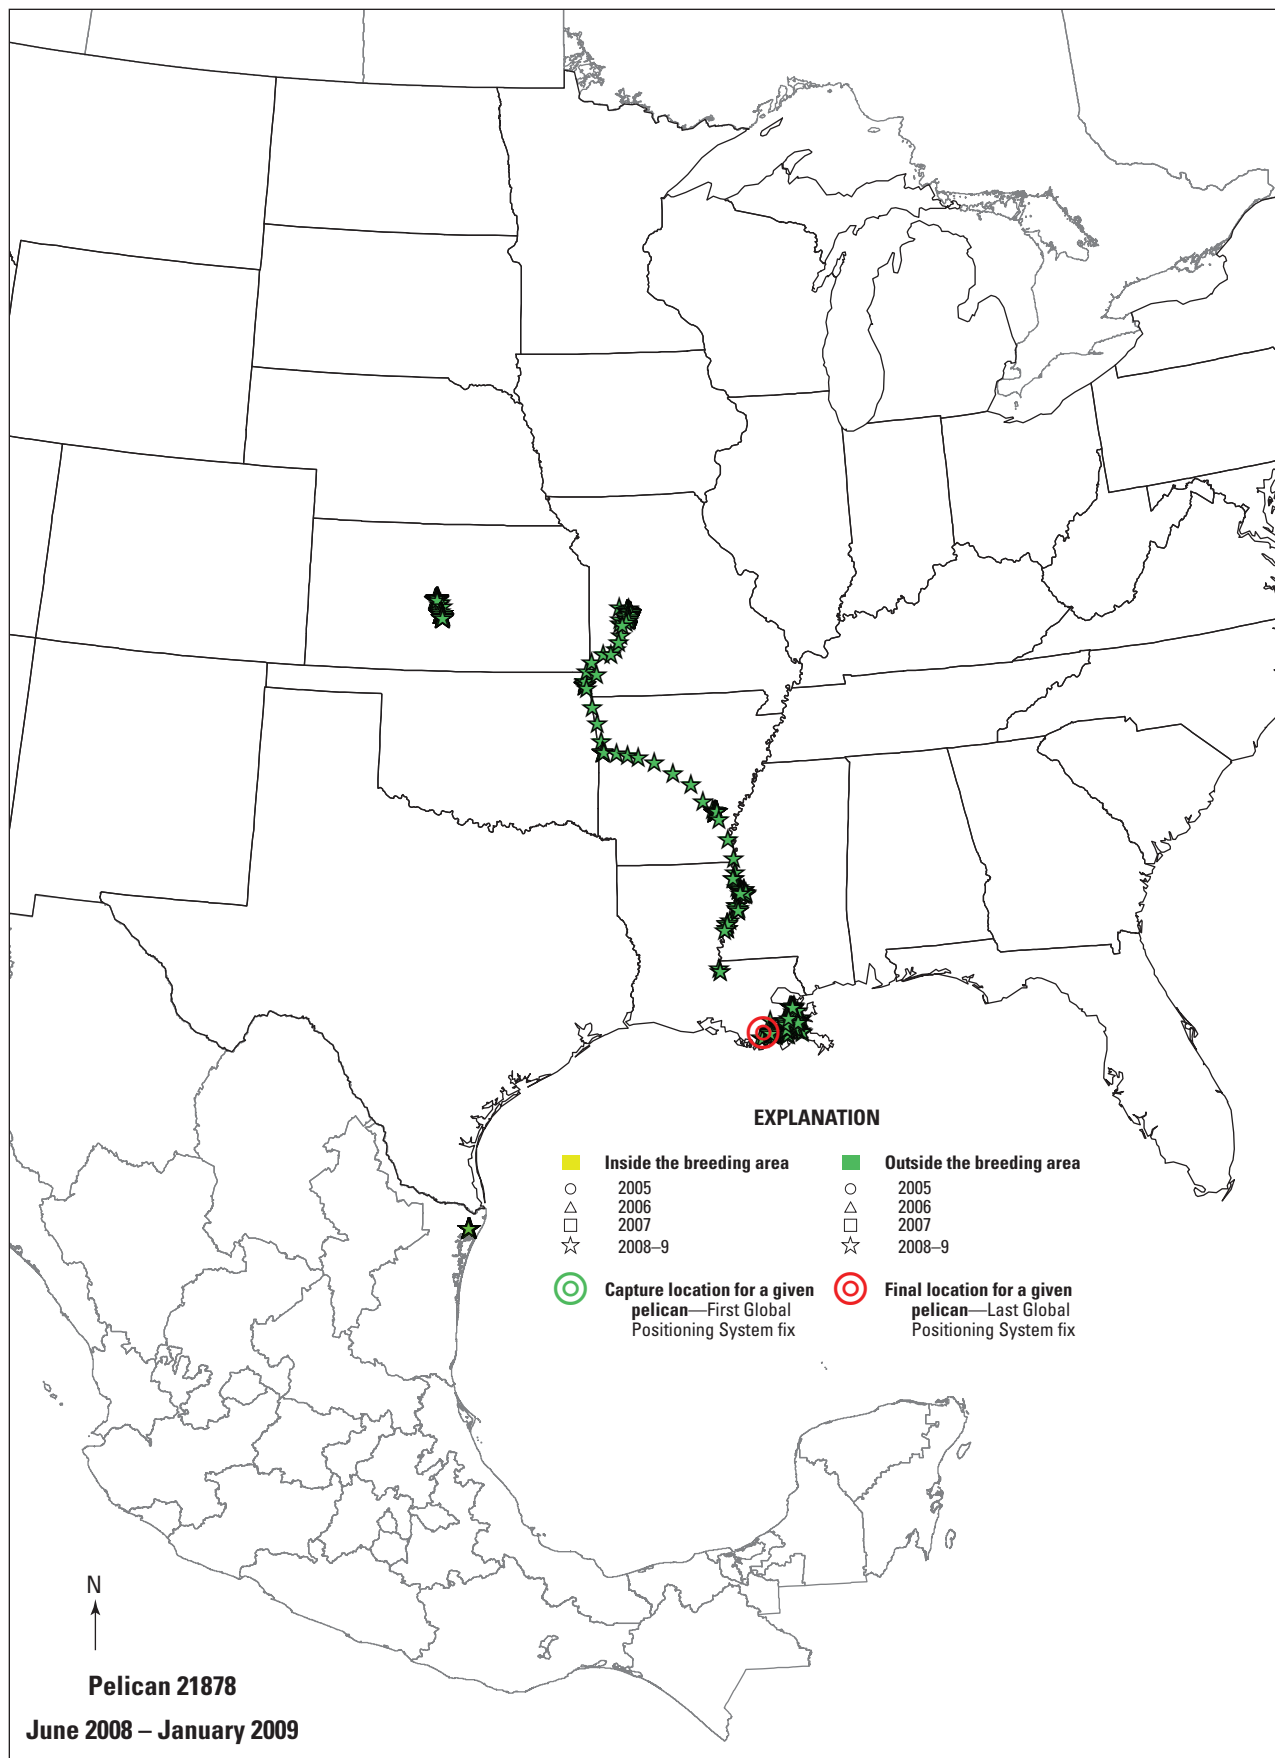 EXPLANATION
Inside the breeding area
2005
2006
2007
2008–9
Capture location for a given
pelican—First Global
Positioning System fix
Outside the breeding area
2005
2006
2007
2008–9
Final location for a given
pelican—Last Global
Positioning System fix
N
Pelican 21878
June 2008 – January 2009